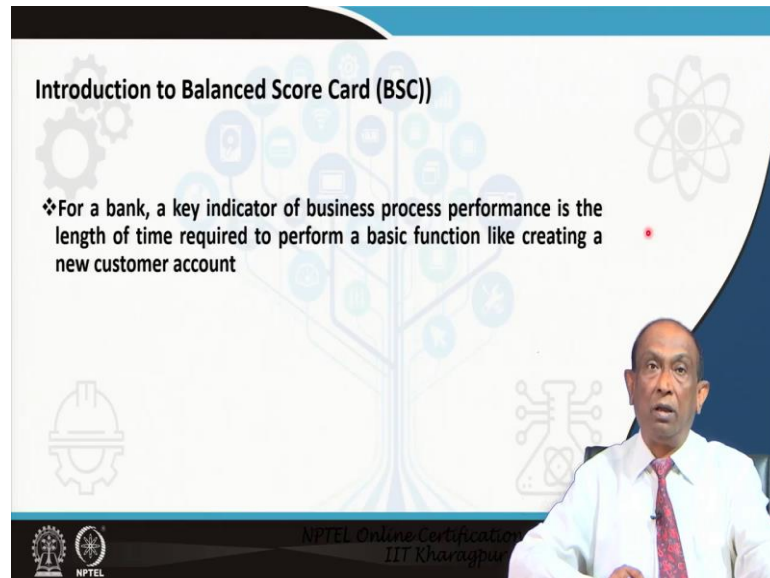 Introduction to Balanced Score Card (BSC))
❖For a bank, a key indicator of business process performance is the
length of time required to perform a basic function like creating a
new customer account
NPTEL Online Certification
IIT Kharagpur
NPTEL